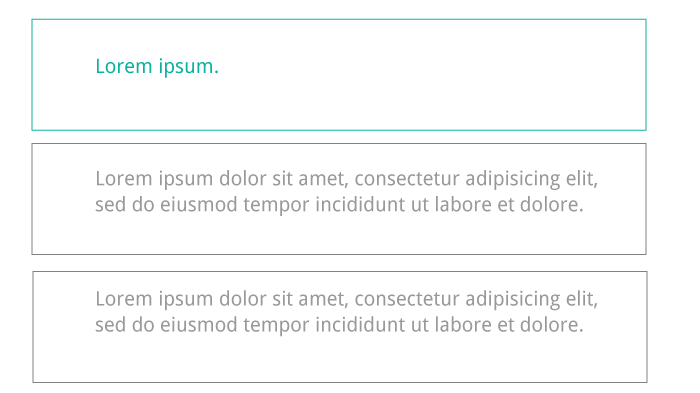 Lorem ipsum.
Lorem ipsum dolor sit amet, consectetur adipisicing elit,
sed do eiusmod tempor incididunt ut labore et dolore.
Lorem ipsum dolor sit amet, consectetur adipisicing elit,
sed do eiusmod tempor incididunt ut labore et dolore.